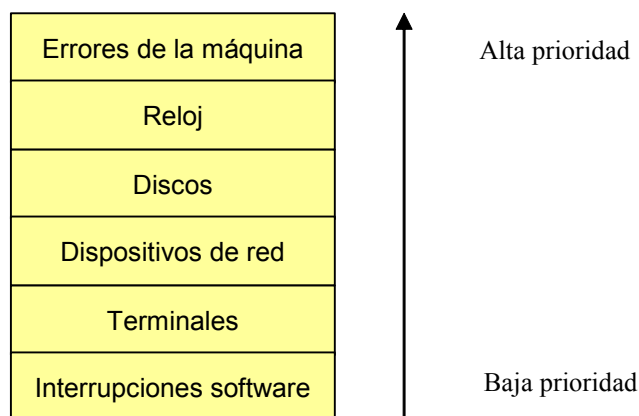 Errores de la máquina
Alta prioridad
Reloj
Discos
Dispositivos de red
Terminales
Interrupciones software
Baja prioridad